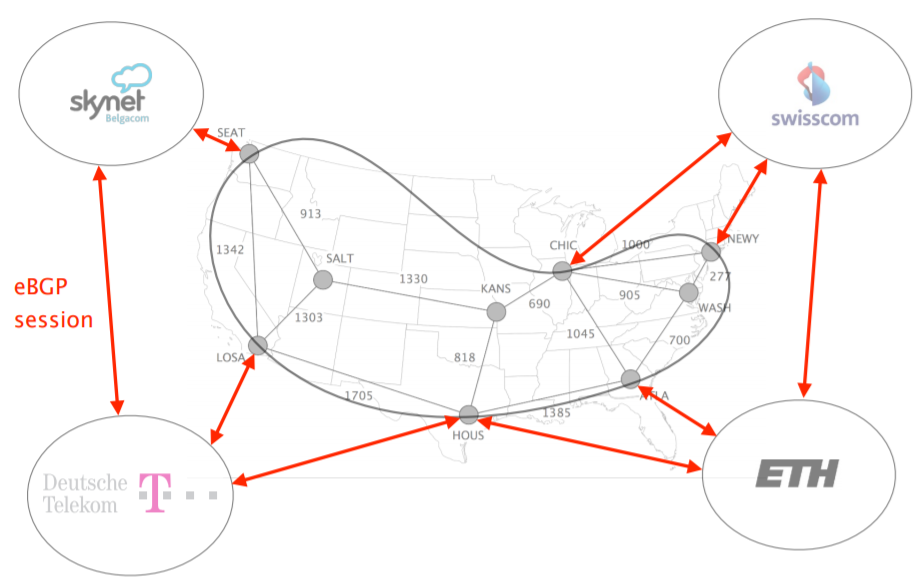 skynet
Belgacom
swisscom
SEAT
NEWY
CHIC
1000
913
1342
SALT
277
1330
KANS
905
690
WASH
eBGP
session
1303
1045
700
LOSA
818
1705
ATLA
1385
HOUS
Deutsche
Telekom
T
ETH